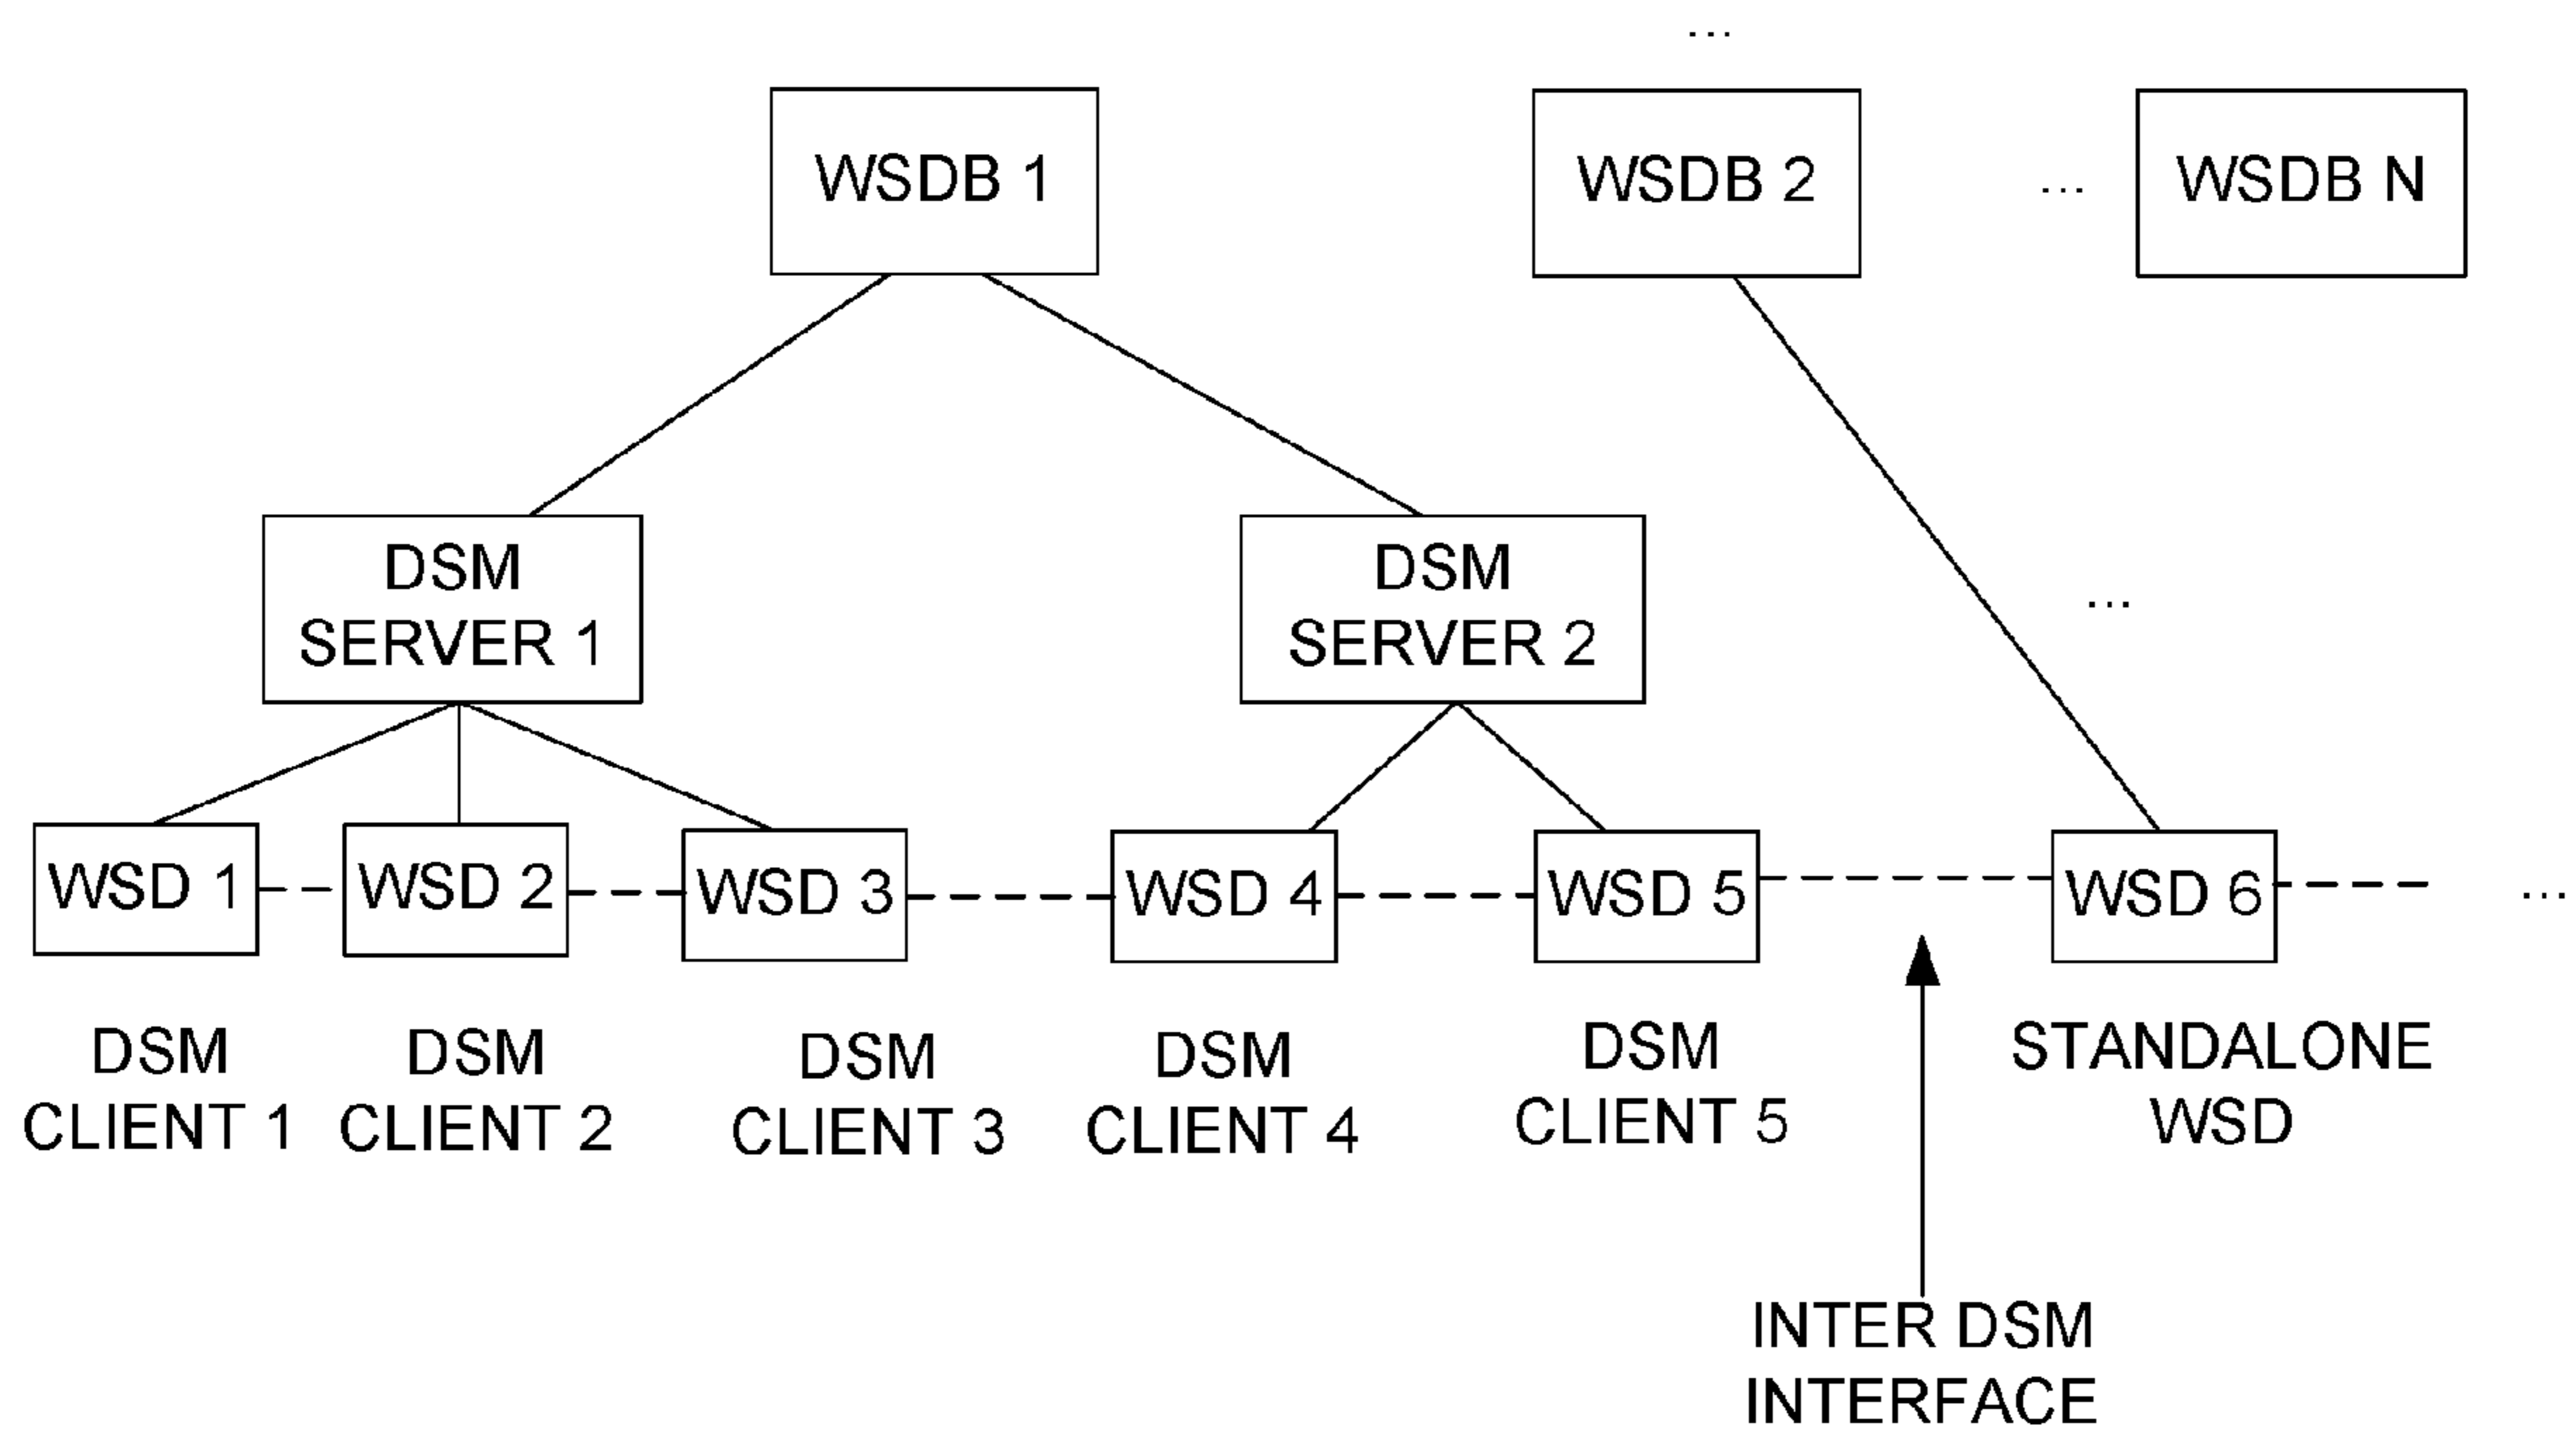 ...
WSDB 1
WSDB 2
...
WSDB N
DSM
SERVER 1
DSM
SERVER 2
...
WSD 1
WSD 2
WSD 3
WSD 4
WSD 5
WSD 6
...
DSM
CLIENT 1
DSM
CLIENT 2
DSM
CLIENT 3
DSM
CLIENT 4
DSM
CLIENT 5
STANDALONE
WSD
INTER DSM
INTERFACE